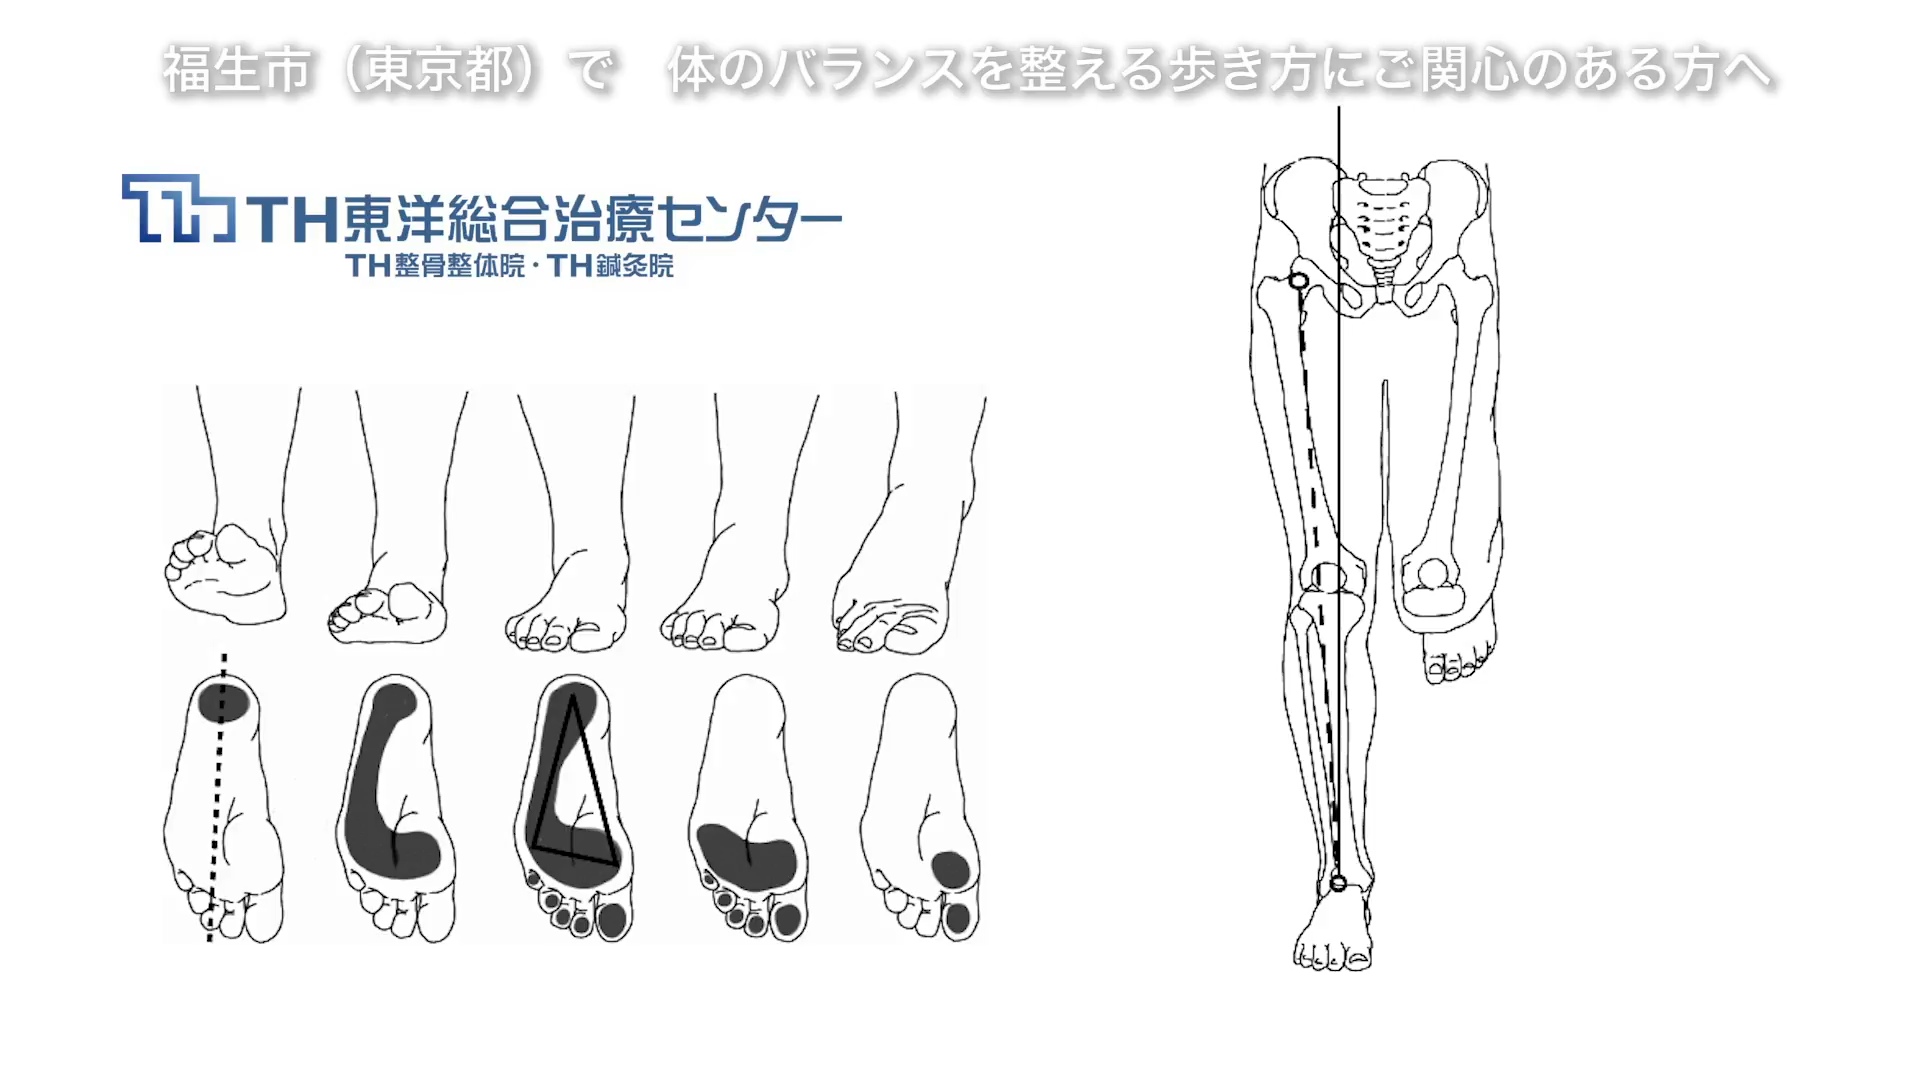 福生市（東京都）で　体のバランスを整える歩き方にご関心のある方へ
TH東洋総合治療センター
TH整骨整体院・TH鍼灸院